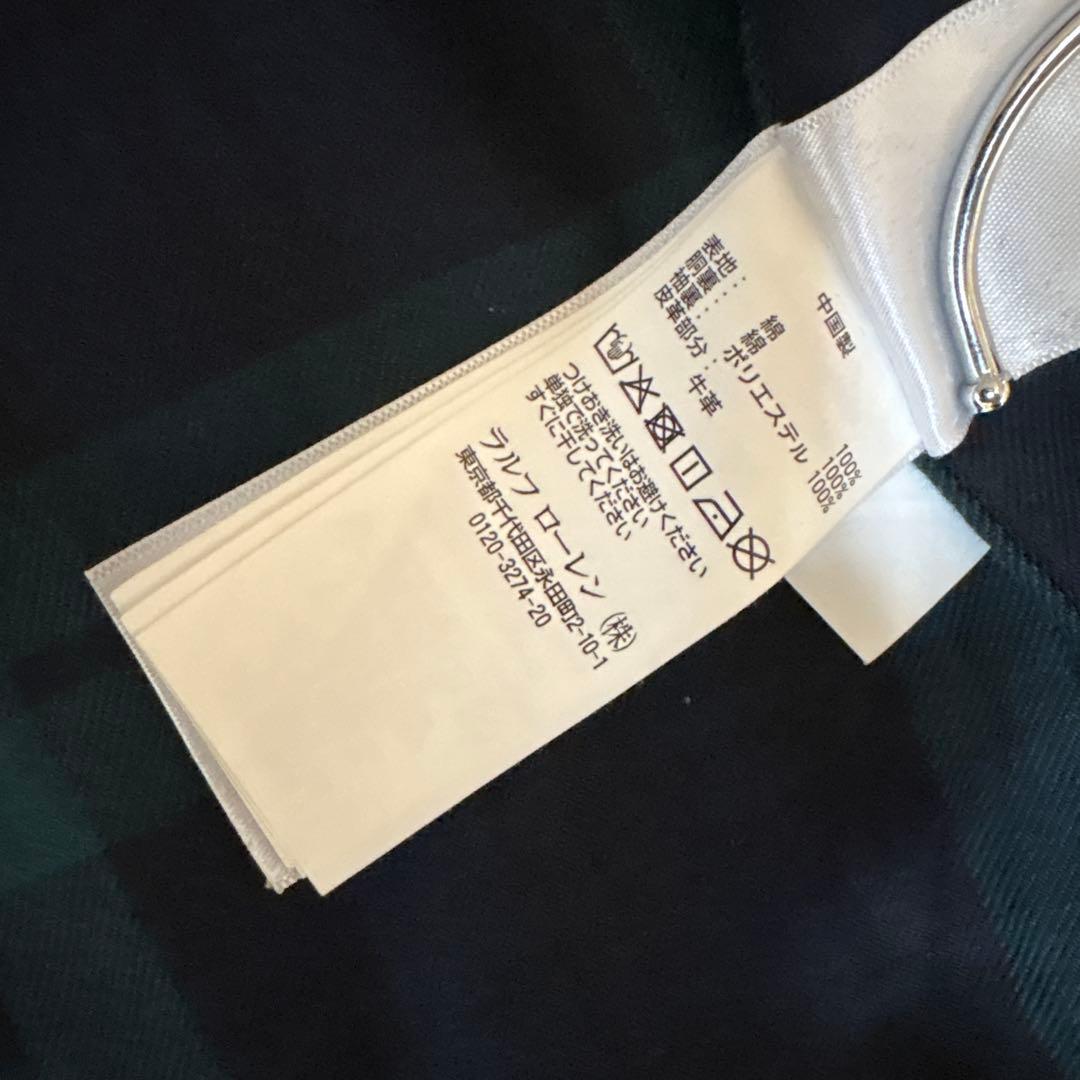 中国製
表地： 綿 100%
胴裏： 綿 100%
袖裏： ポリエステル 100%
皮革部分： 牛革
つけおき洗いはお避けください
単独で洗ってください
すぐに干してください
ラルフ ローレン (株)
東京都千代田区永田町2-10-1
0120-3274-20